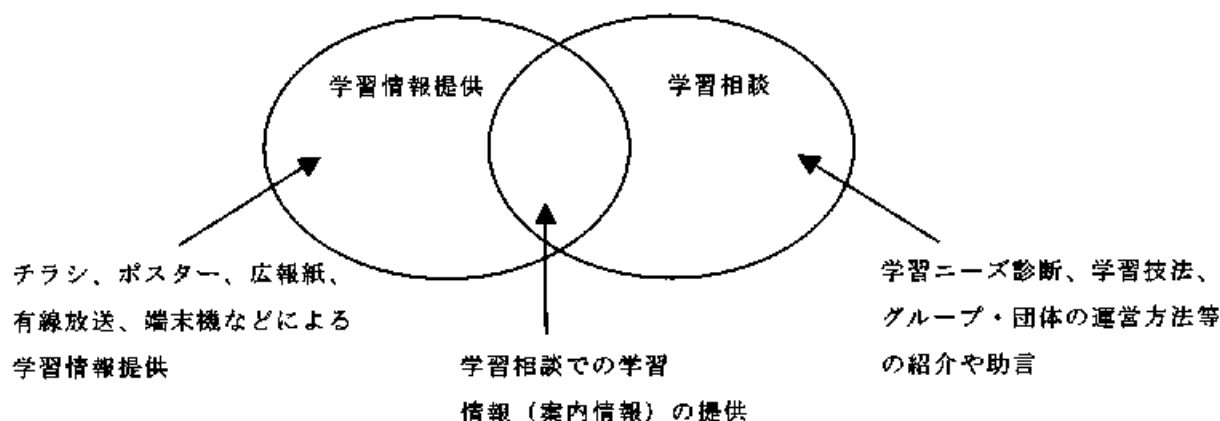 学習情報提供
学習相談
チラシ、ポスター、広報紙、
有線放送、端末機などによる
学習情報提供
学習相談での学習
情報（案内情報）の提供
学習ニーズ診断、学習技法、
グループ・団体の運営方法等
の紹介や助言